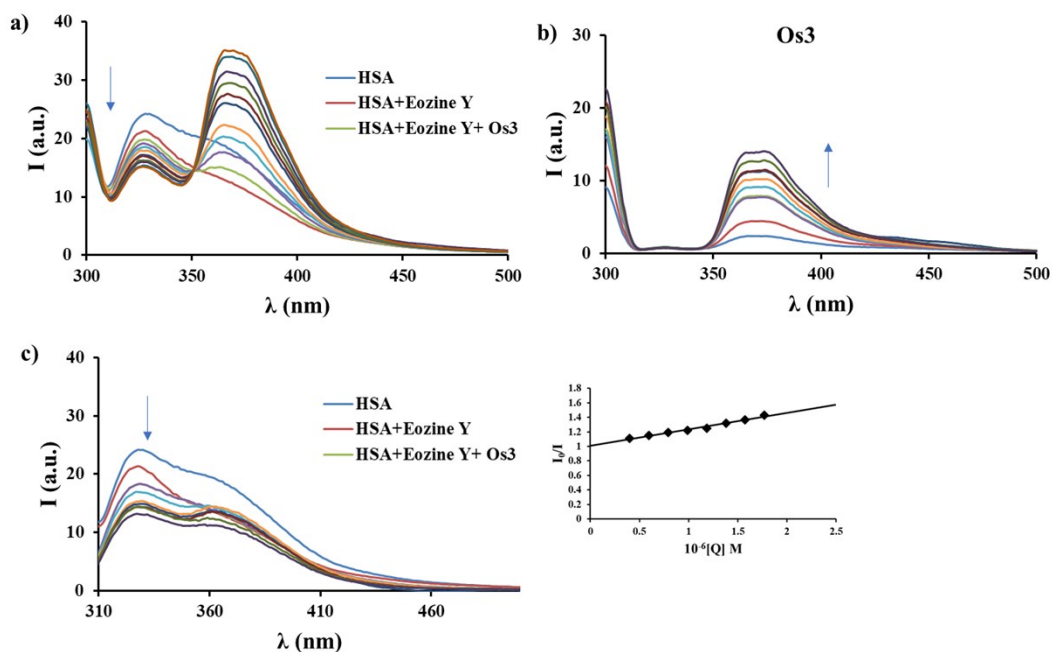 a)
40
30
20
10
0
I (a.u.)
300
350
400
450
500
λ (nm)
HSA
HSA+Eozine Y
HSA+Eozine Y+ Os3
b)
Os3
30
20
10
0
I (a.u.)
300
350
400
450
500
λ (nm)
c)
40
30
20
10
0
I (a.u.)
310
360
410
460
λ (nm)
HSA
HSA+Eozine Y
HSA+Eozine Y+ Os3
1.8
1.6
1.4
1.2
1
0.8
0.6
0.4
0.2
0
I₀/I
0
0.5
1
1.5
2
2.5
10⁻⁶[Q] M